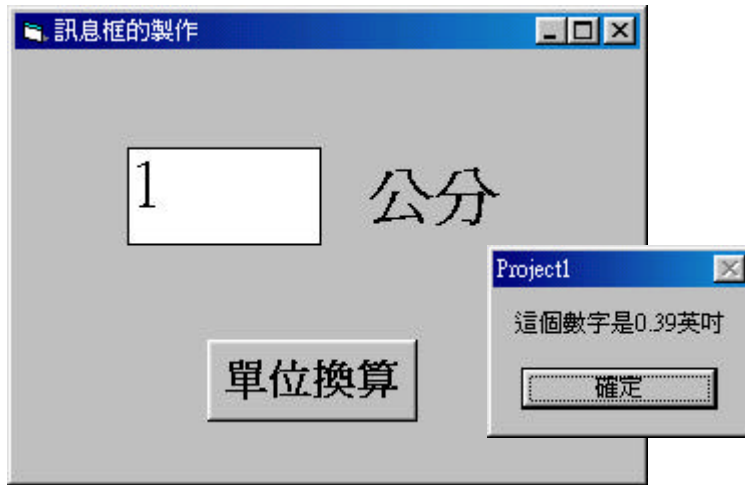 訊息框的製作
1
公分
Project1
這個數字是0.39英吋
單位換算
確定